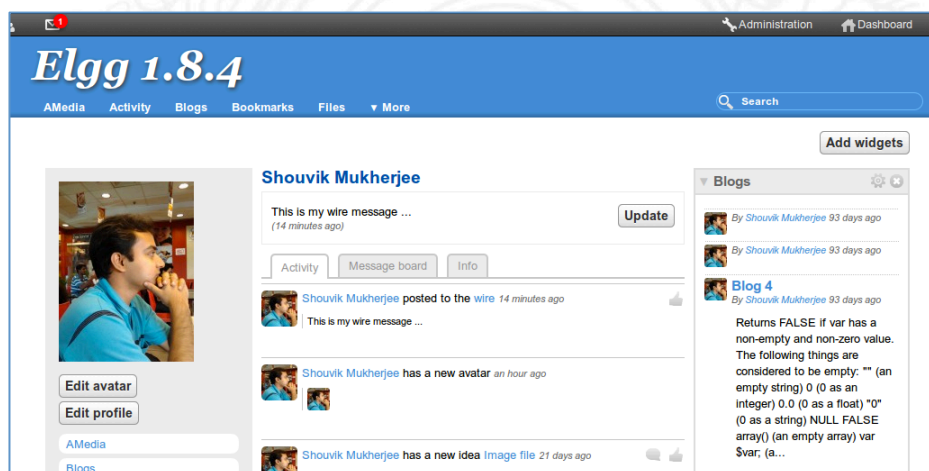 1
Administration
Dashboard
Elgg 1.8.4
AMedia Activity Blogs Bookmarks Files ▼ More
Search
Add widgets
Edit avatar
Edit profile
AMedia
Blogs
Shouvik Mukherjee
This is my wire message ...
(14 minutes ago)
Update
Activity Message board Info
Shouvik Mukherjee posted to the wire 14 minutes ago
This is my wire message ...
Shouvik Mukherjee has a new avatar an hour ago
Shouvik Mukherjee has a new idea Image file 21 days ago
Blogs
By Shouvik Mukherjee 93 days ago
By Shouvik Mukherjee 93 days ago
Blog 4
By Shouvik Mukherjee 93 days ago
Returns FALSE if var has a
non-empty and non-zero value.
The following things are
considered to be empty: "" (an
empty string) 0 (0 as an
integer) 0.0 (0 as a float) "0"
(0 as a string) NULL FALSE
array() (an empty array) var
$var; (a...